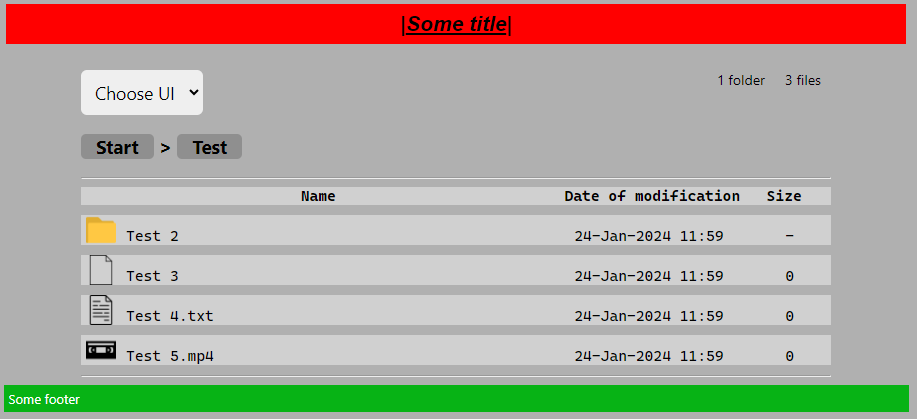 |Some title|
Choose UI
1 folder 3 files
Start > Test
Name Date of modification Size
Test 2 24-Jan-2024 11:59 -
Test 3 24-Jan-2024 11:59 0
Test 4.txt 24-Jan-2024 11:59 0
Test 5.mp4 24-Jan-2024 11:59 0
Some footer